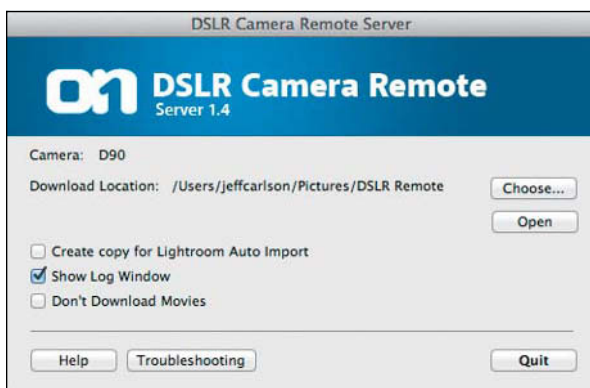 DSLR Camera Remote Server
on DSLR Camera Remote
Server 1.4
Camera: D90
Download Location: /Users/jeffcarlson/Pictures/DSLR Remote Choose...
Open
Create copy for Lightroom Auto Import
Show Log Window
Don't Download Movies
Help Troubleshooting Quit